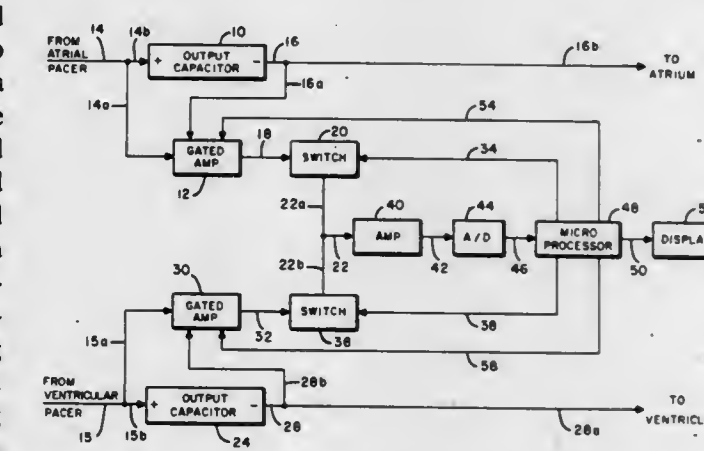 FROM
ATRIAL
PACER
14
14b
10
OUTPUT
CAPACITOR
+
−
16
16b
TO
ATRIUM
14a
16a
54
GATED
AMP
12
18
20
SWITCH
34
22a
40
AMP
44
A/D
48
MICRO
PROCESSOR
DISPLA
22
42
46
50
22b
30
GATED
AMP
32
SWITCH
38
38
15a
58
FROM
VENTRICULAR
PACER
15
15b
OUTPUT
CAPACITOR
+
−
24
28b
28
28a
TO
VENTRICL